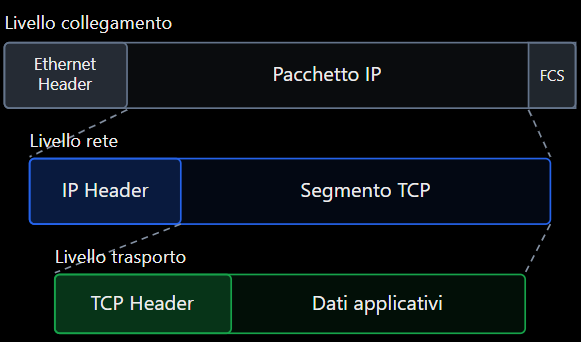 Livello collegamento
Ethernet
Header
Pacchetto IP
FCS
Livello rete
IP Header
Segmento TCP
Livello trasporto
TCP Header
Dati applicativi